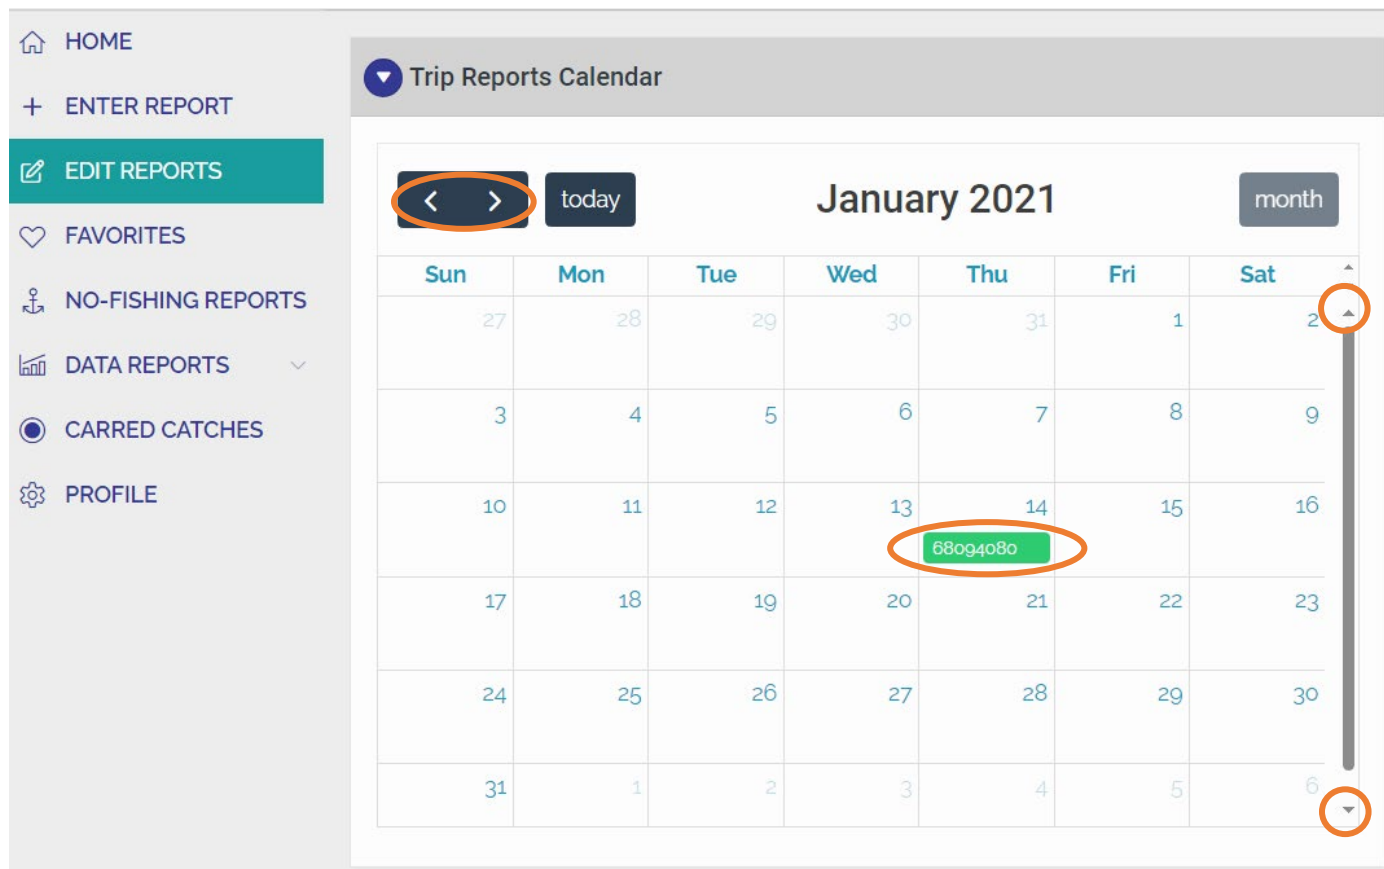 HOME
ENTER REPORT
EDIT REPORTS
FAVORITES
NO-FISHING REPORTS
DATA REPORTS
CARRED CATCHES
PROFILE
Trip Reports Calendar
today January 2021 month
Sun Mon Tue Wed Thu Fri Sat
27 28 29 30 31 1 2
3 4 5 6 7 8 9
10 11 12 13 14 15 16
68094080
17 18 19 20 21 22 23
24 25 26 27 28 29 30
31 1 2 3 4 5 6